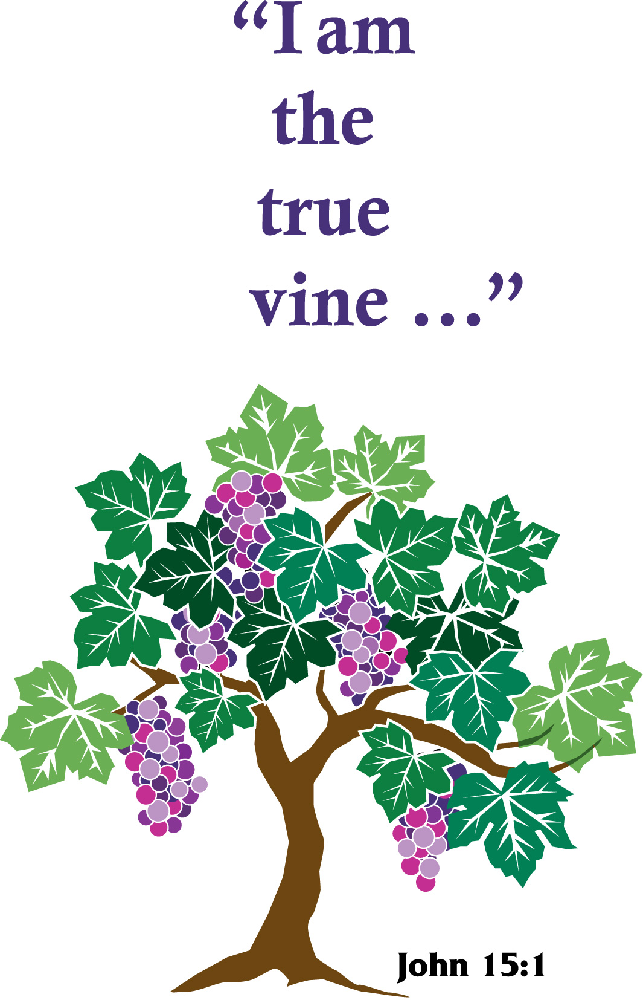 “I am
the
true
vine ...”
John 15:1